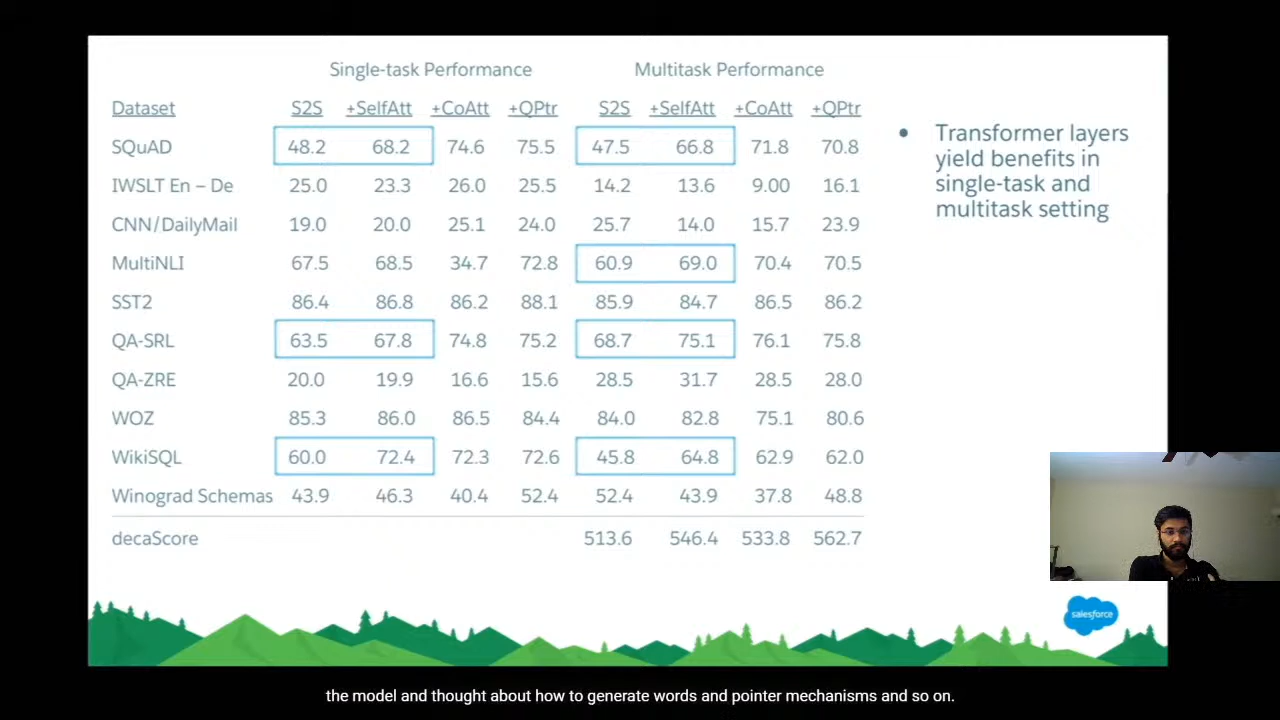 Single-task Performance Multitask Performance
Dataset S2S +SelfAtt +CoAtt +QPtr S2S +SelfAtt +CoAtt +QPtr
SQuAD 48.2 68.2 74.6 75.5 47.5 66.8 71.8 70.8
IWSLT En – De 25.0 23.3 26.0 25.5 14.2 13.6 9.00 16.1
CNN/DailyMail 19.0 20.0 25.1 24.0 25.7 14.0 15.7 23.9
MultiNLI 67.5 68.5 34.7 72.8 60.9 69.0 70.4 70.5
SST2 86.4 86.8 86.2 88.1 85.9 84.7 86.5 86.2
QA-SRL 63.5 67.8 74.8 75.2 68.7 75.1 76.1 75.8
QA-ZRE 20.0 19.9 16.6 15.6 28.5 31.7 28.5 28.0
WOZ 85.3 86.0 86.5 84.4 84.0 82.8 75.1 80.6
WikiSQL 60.0 72.4 72.3 72.6 45.8 64.8 62.9 62.0
Winograd Schemas 43.9 46.3 40.4 52.4 52.4 43.9 37.8 48.8
decaScore 513.6 546.4 533.8 562.7
• Transformer layers
yield benefits in
single-task and
multitask setting
salesforce
the model and thought about how to generate words and pointer mechanisms and so on.